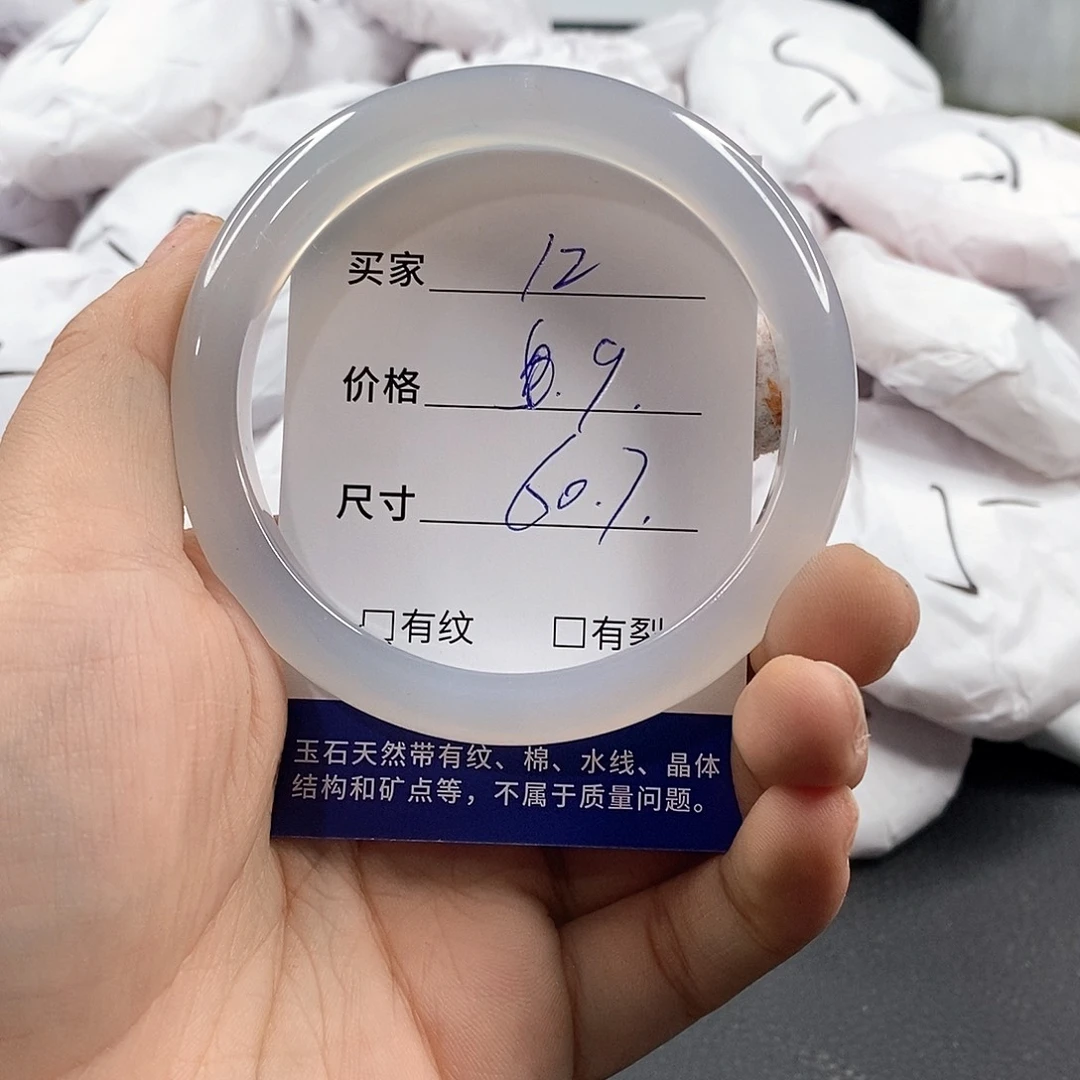 买家 12
价格 .9.
尺寸 60.7.
□有纹 □有裂
玉石天然带有纹、棉、水线、晶体
结构和矿点等，不属于质量问题。